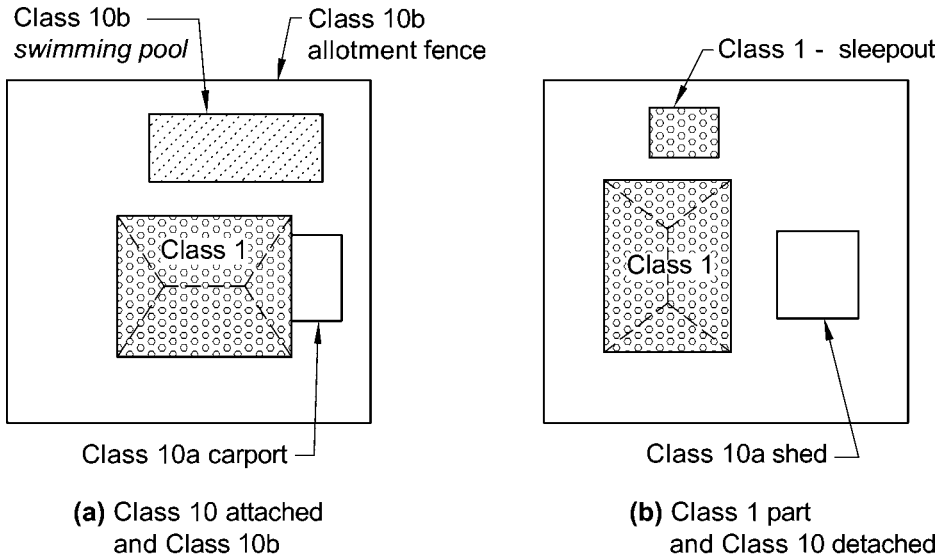 Class 10b
swimming pool
Class 10b
allotment fence
Class 1
Class 10a carport
(a) Class 10 attached
and Class 10b
Class 1 - sleepout
Class 1
Class 10a shed
(b) Class 1 part
and Class 10 detached